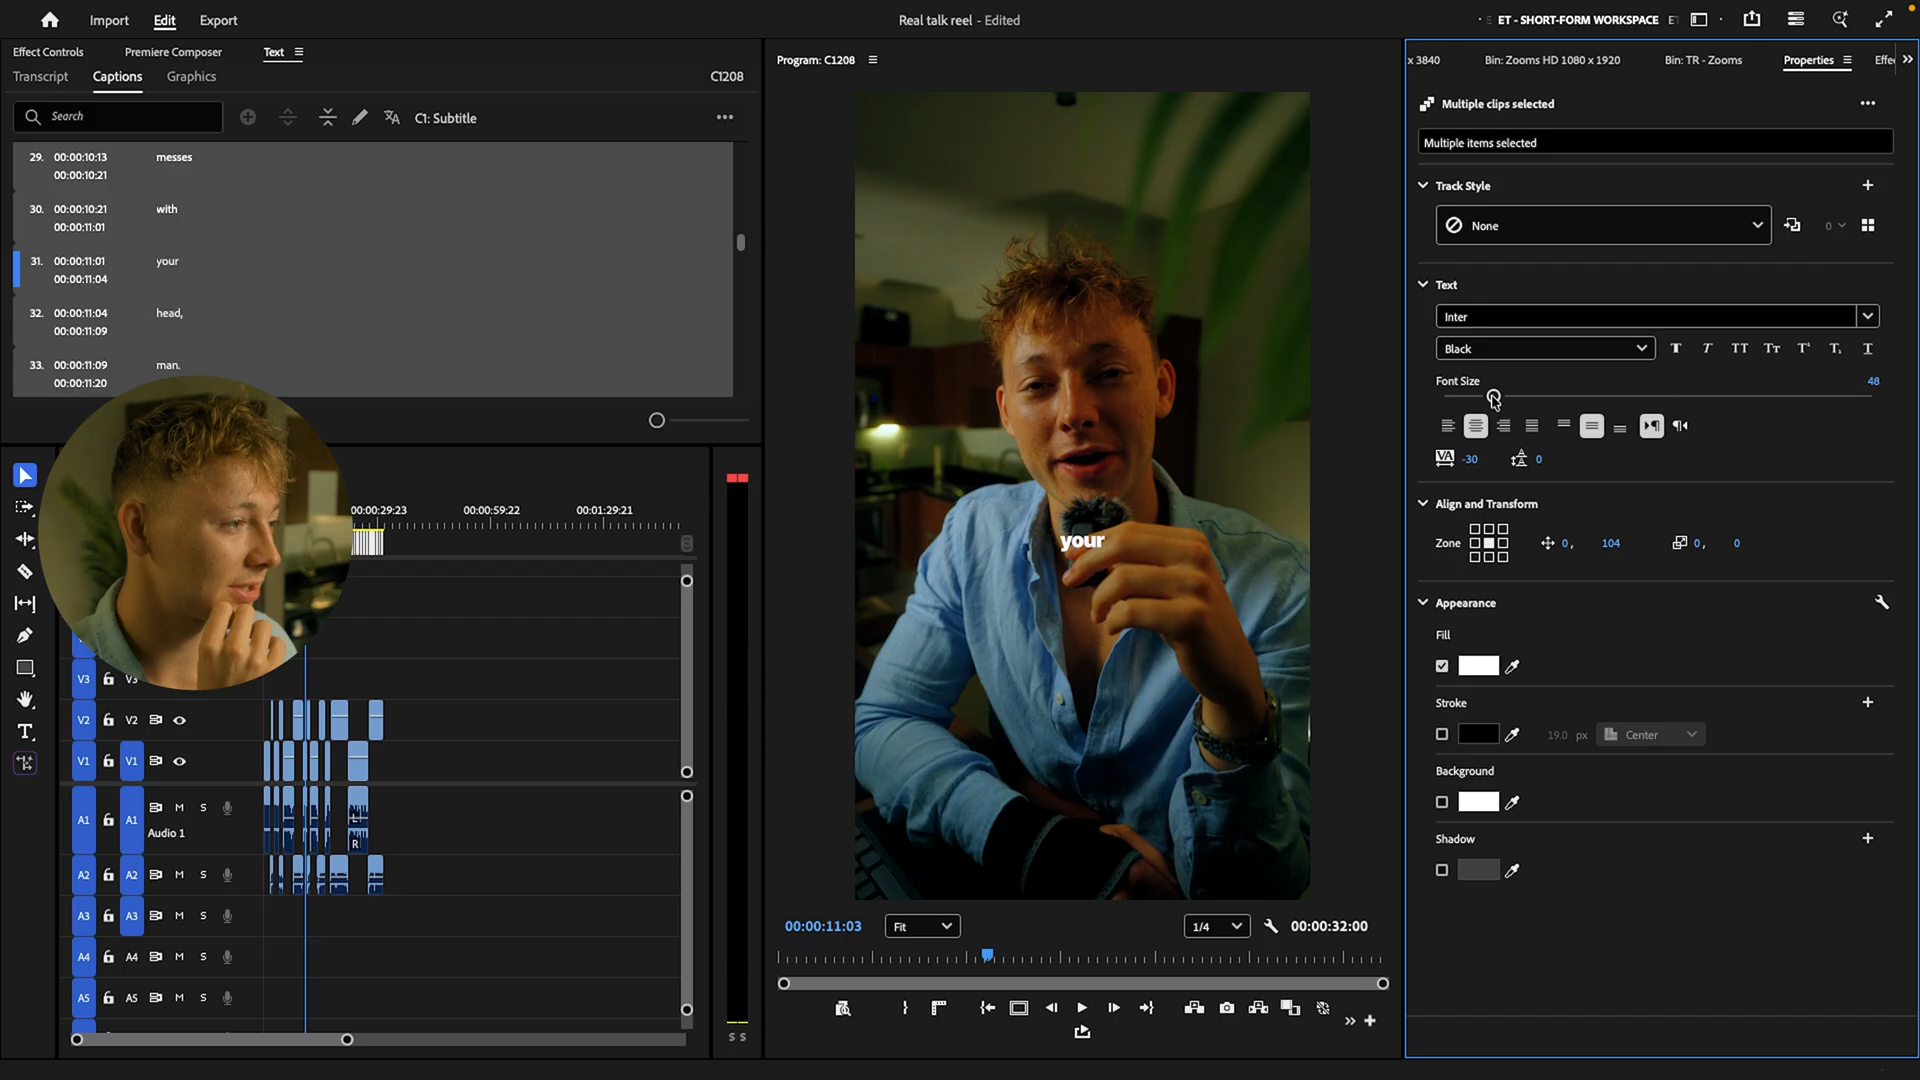 Import
Edit
Export
Real talk reel - Edited
ET - SHORT-FORM WORKSPACE
Effect Controls
Premiere Composer
Text
Transcript
Captions
Graphics
C1208
Search
C1: Subtitle
29. 00:00:10:13 messes
00:00:10:21
30. 00:00:10:21 with
00:00:11:01
31. 00:00:11:01 your
00:00:11:04
32. 00:00:11:04 head,
00:00:11:09
33. 00:00:11:09 man.
00:00:11:20
00:00:29:23
00:00:59:22
00:01:29:21
V3
V2 V2
V1 V1
A1 A1 M S
Audio 1
L
R
A2 A2 M S
A3 A3 M S
A4 A4 M S
A5 A5 M S
S S
Program: C1208
your
00:00:11:03
Fit
1/4
00:00:32:00
x 3840
Bin: Zooms HD 1080 x 1920
Bin: TR - Zooms
Properties
Effe
Multiple clips selected
Multiple items selected
Track Style
None
0
Text
Inter
Black
T T TT TT T¹ T₁ T
Font Size
48
VA -30 0
Align and Transform
Zone 0, 104 0, 0
Appearance
Fill
Stroke
19.0 px Center
Background
Shadow